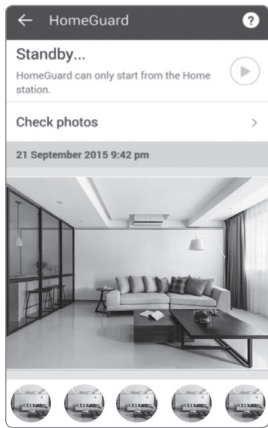 ← HomeGuard ?
Standby...
HomeGuard can only start from the Home
station.
Check photos >
21 September 2015 9:42 pm